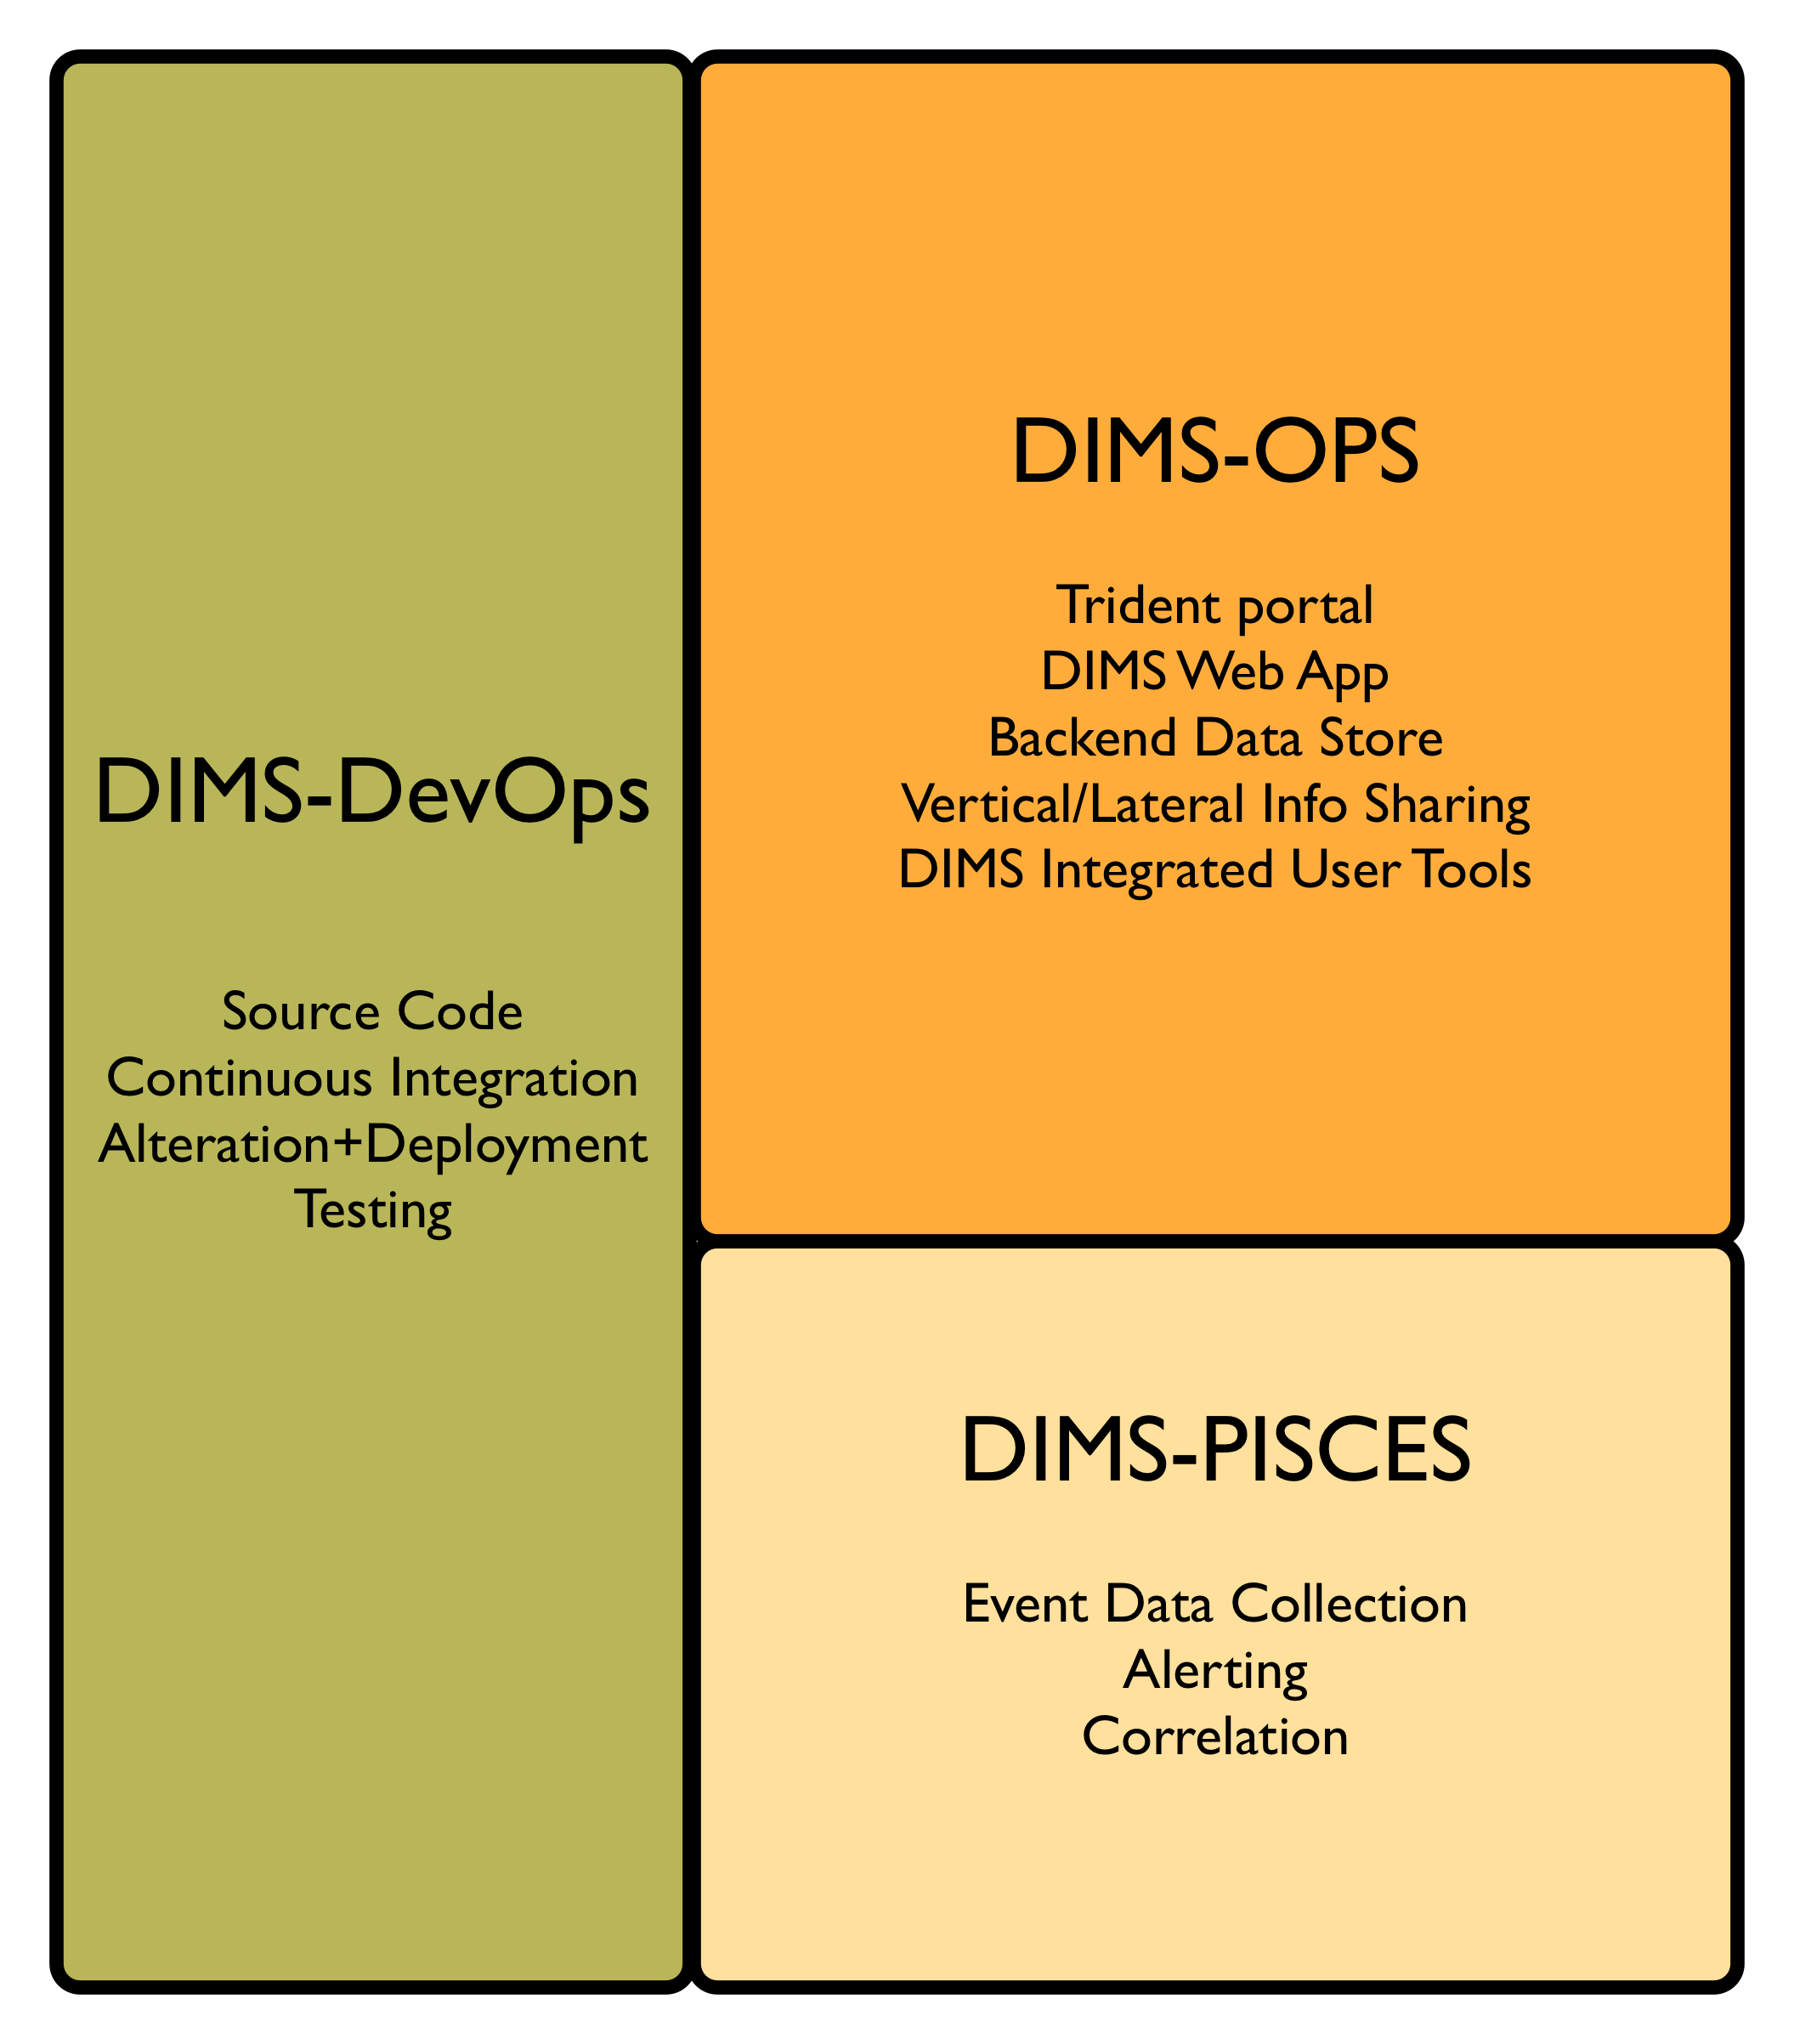 DIMS-DevOps
Source Code
Continuous Integration
Alteration+Deployment
Testing
DIMS-OPS
Trident portal
DIMS Web App
Backend Data Store
Vertical/Lateral Info Sharing
DIMS Integrated User Tools
DIMS-PISCES
Event Data Collection
Alerting
Correlation